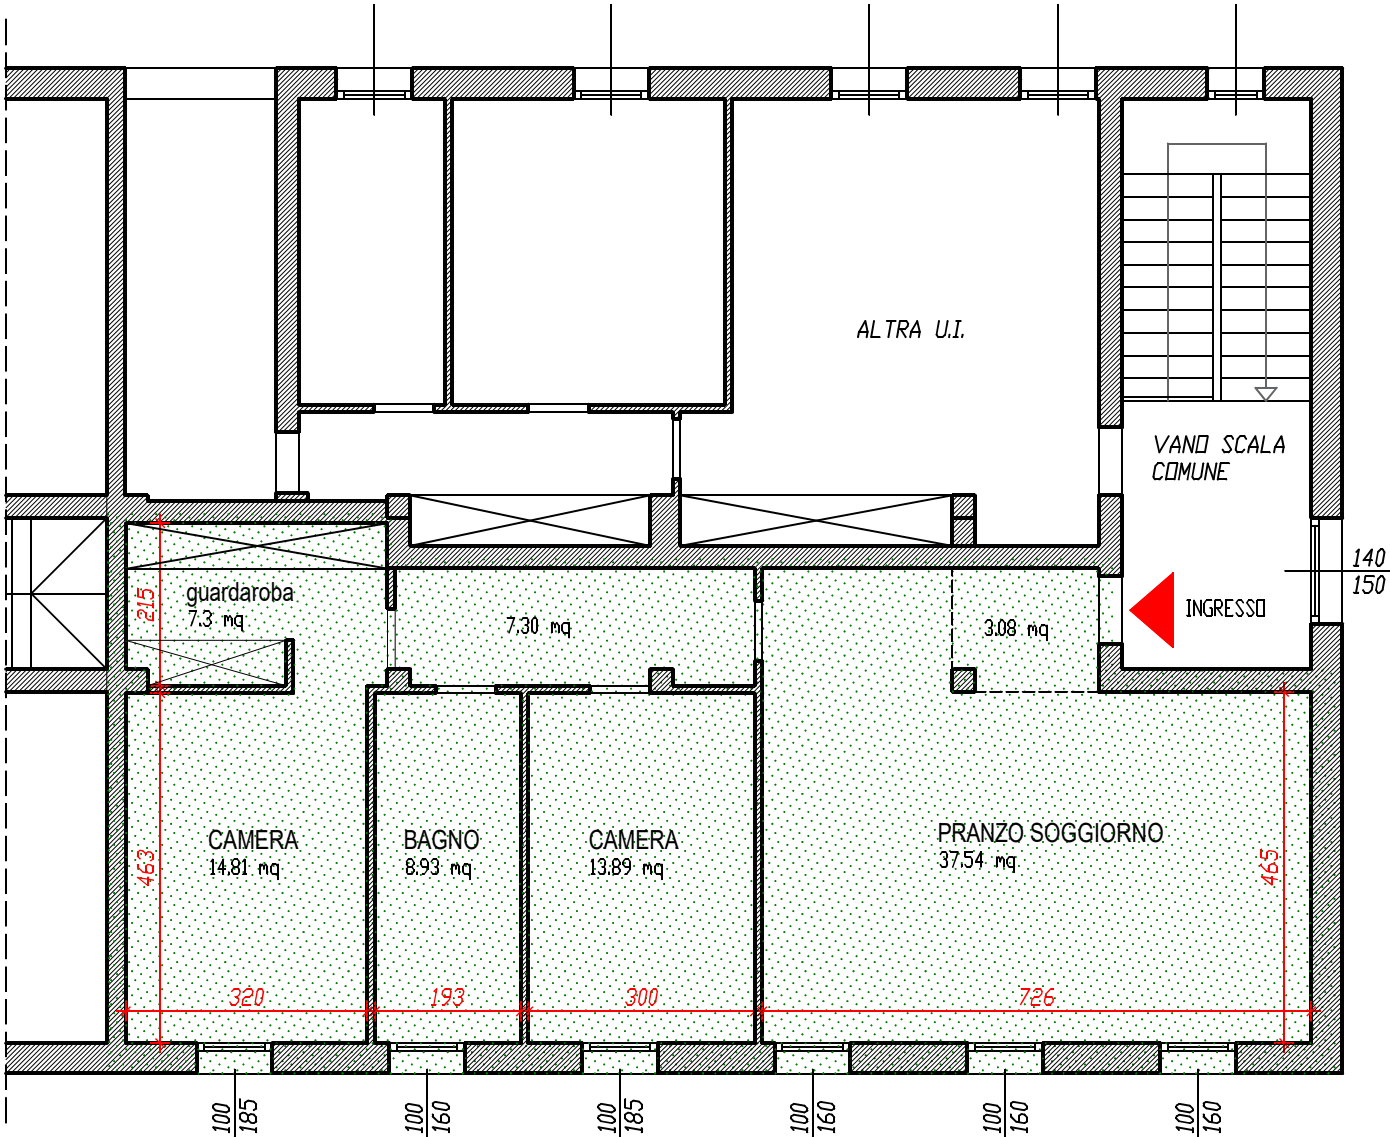 ALTRA U.I.
VANO SCALA
COMUNE
140
150
INGRESSO
guardaroba
7.3 mq
215
7.30 mq
3.08 mq
CAMERA
14.81 mq
463
BAGNO
8.93 mq
CAMERA
13.89 mq
PRANZO SOGGIORNO
37.54 mq
465
320
193
300
726
100
185
100
160
100
185
100
160
100
160
100
160